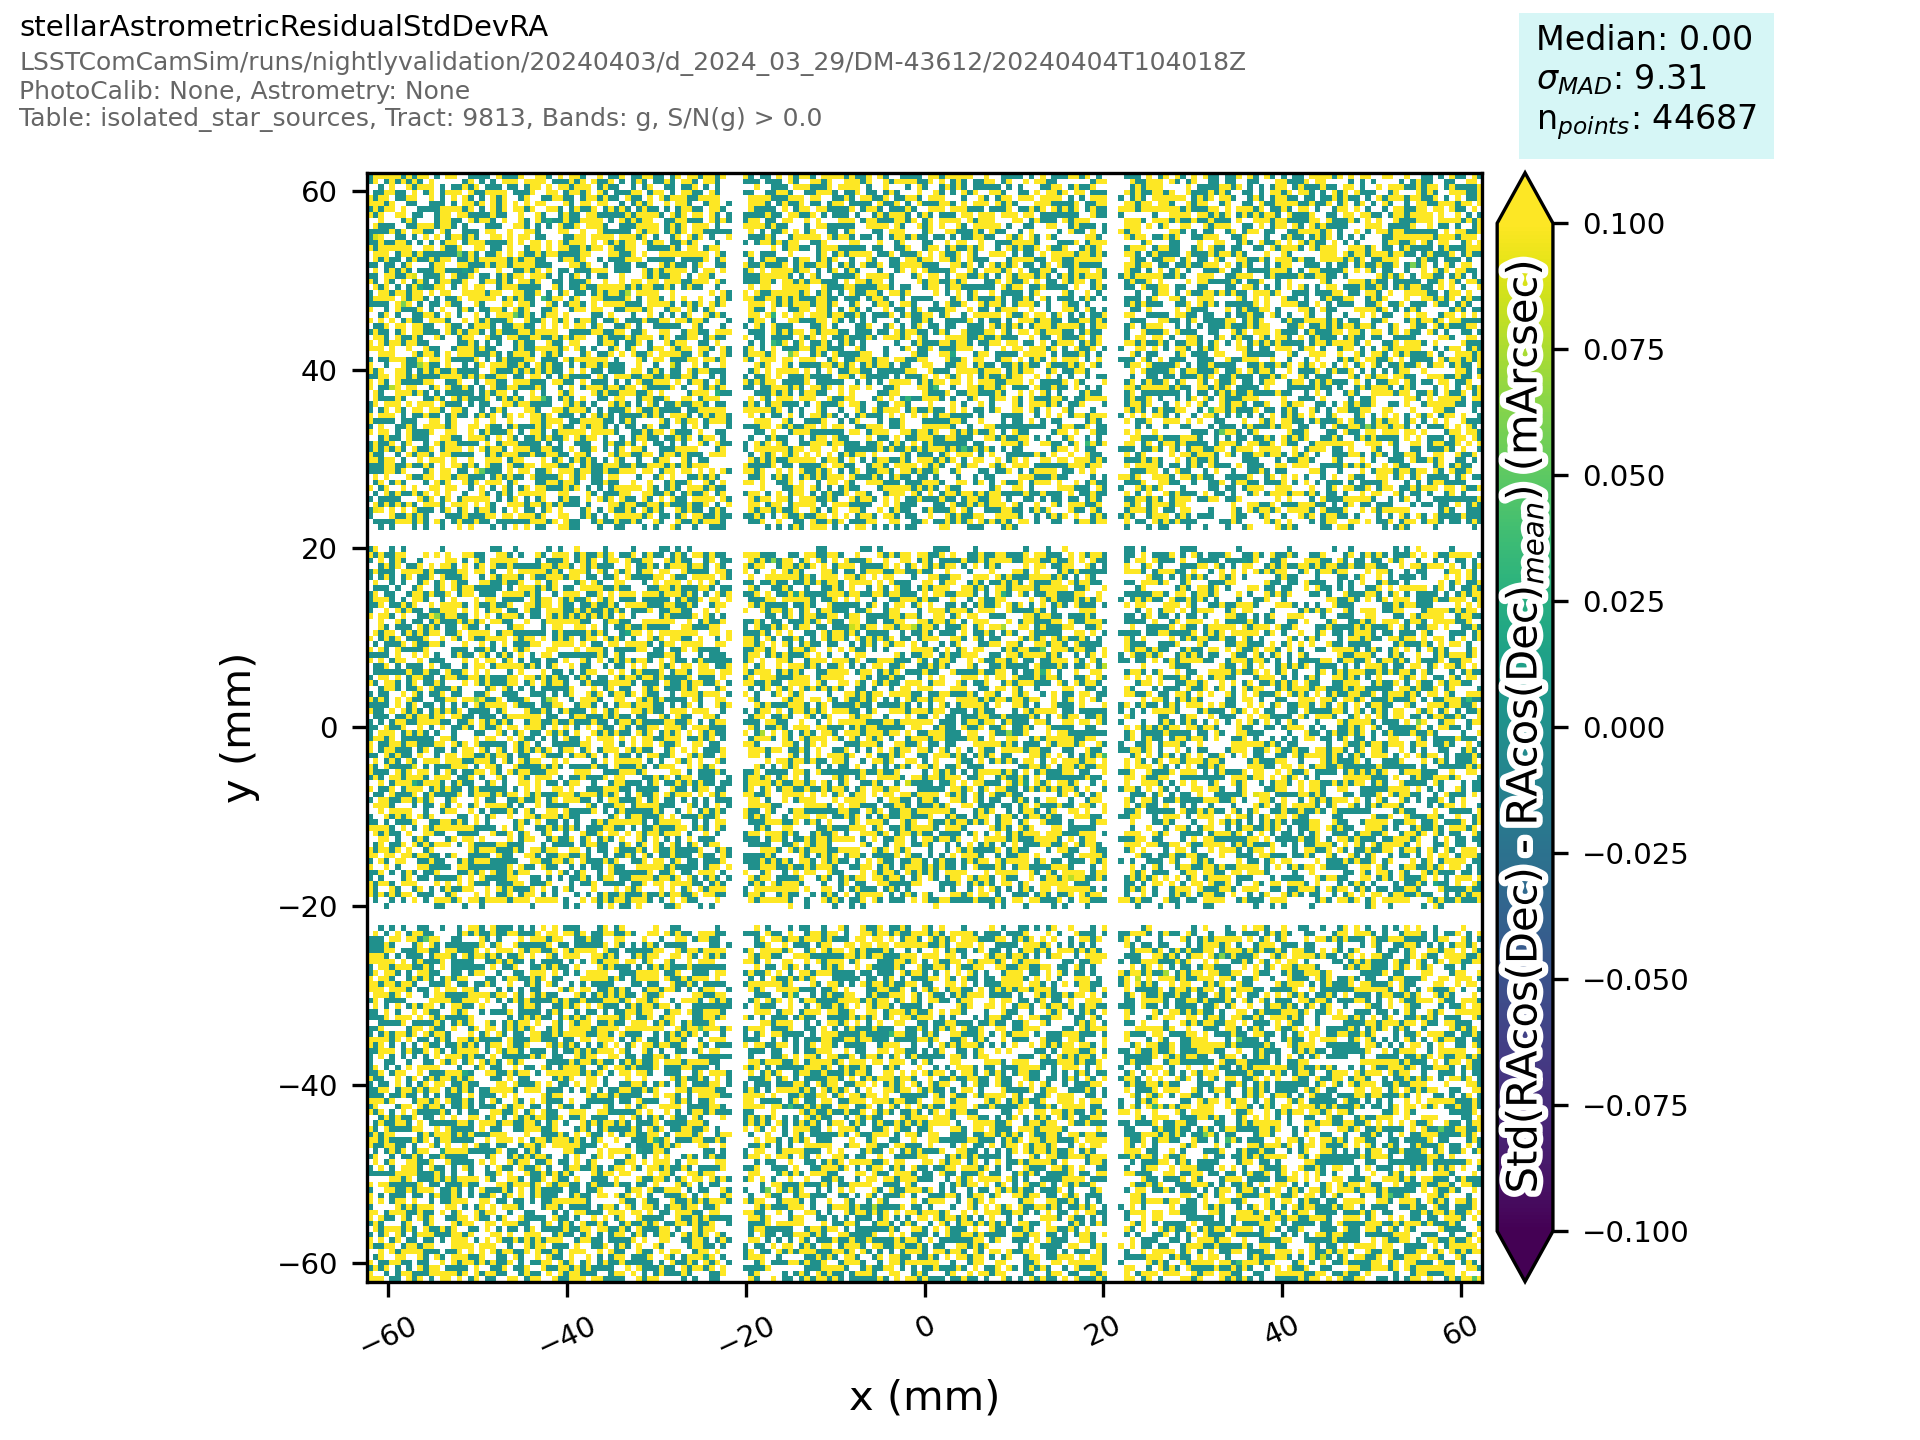 stellarAstrometricResidualStdDevRA
LSSTComCamSim/runs/nightlyvalidation/20240403/d_2024_03_29/DM-43612/20240404T104018Z
PhotoCalib: None, Astrometry: None
Table: isolated_star_sources, Tract: 9813, Bands: g, S/N(g) > 0.0
Median: 0.00
σMAD: 9.31
npoints: 44687
60
40
20
0
−20
−40
−60
y (mm)
−60
−40
−20
0
20
40
60
x (mm)
0.100
0.075
0.050
0.025
0.000
−0.025
−0.050
−0.075
−0.100
Std(RAcos(Dec) - RAcos(Dec)mean) (mArcsec)